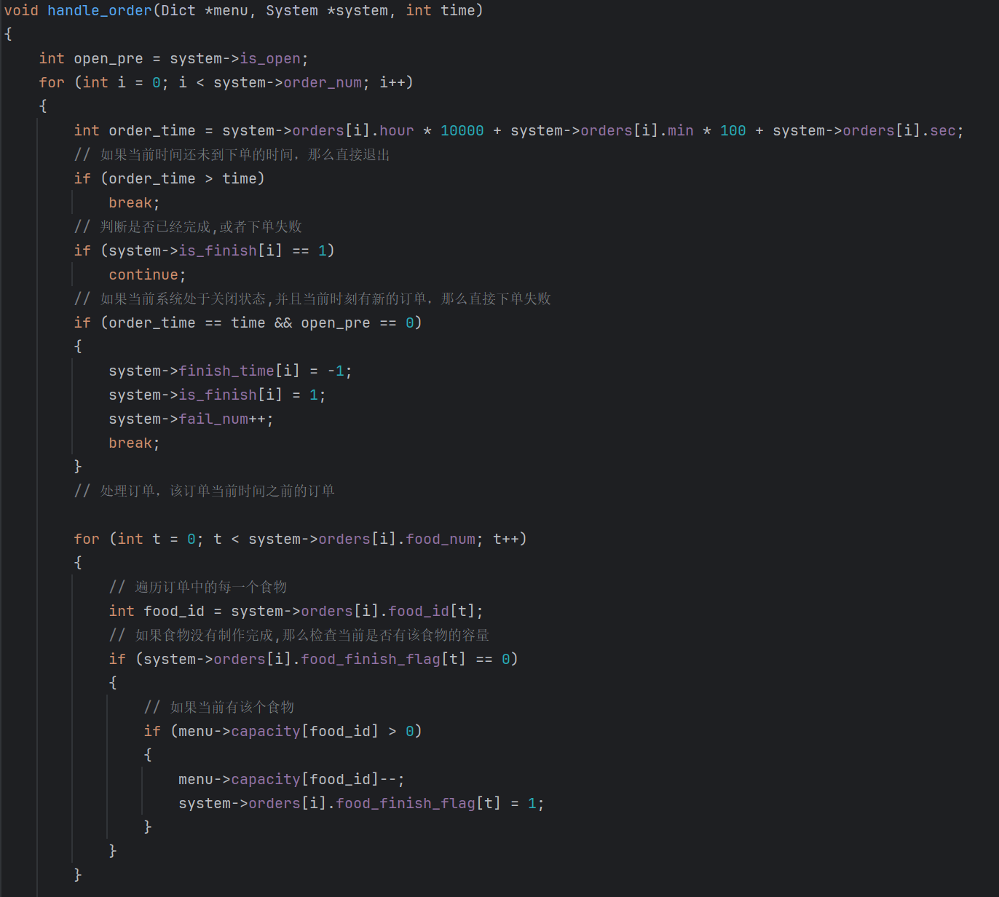 void handle_order(Dict *menu, System *system, int time)
{
    int open_pre = system->is_open;
    for (int i = 0; i < system->order_num; i++)
    {
        int order_time = system->orders[i].hour * 10000 + system->orders[i].min * 100 + system->orders[i].sec;
        // 如果当前时间还未到下单的时间，那么直接退出
        if (order_time > time)
            break;
        // 判断是否已经完成,或者下单失败
        if (system->is_finish[i] == 1)
            continue;
        // 如果当前系统处于关闭状态,并且当前时刻有新的订单，那么直接下单失败
        if (order_time == time && open_pre == 0)
        {
            system->finish_time[i] = -1;
            system->is_finish[i] = 1;
            system->fail_num++;
            break;
        }
        // 处理订单，该订单当前时间之前的订单

        for (int t = 0; t < system->orders[i].food_num; t++)
        {
            // 遍历订单中的每一个食物
            int food_id = system->orders[i].food_id[t];
            // 如果食物没有制作完成,那么检查当前是否有该食物的容量
            if (system->orders[i].food_finish_flag[t] == 0)
            {
                // 如果当前有该个食物
                if (menu->capacity[food_id] > 0)
                {
                    menu->capacity[food_id]--;
                    system->orders[i].food_finish_flag[t] = 1;
                }
            }
        }